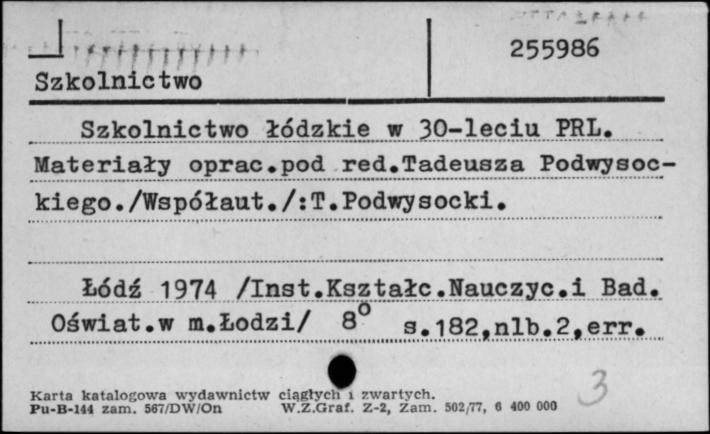 255986
Szkolnictwo
Szkolnictwo łódzkie w 30-leciu PRL.
Materiały oprac.pod red.Tadeusza Podwysoc-
kiego./Współaut./:T.Podwysocki.
Łódź 1974 /Inst.Kształc.Nauczyc.i Bad.
Oświat.w m.Łodzi/ 8° s.182,nlb.2,err.
3
Karta katalogowa wydawnictw ciągłych i zwartych.
Pu-B-144 zam. 567/DW/On W.Z.Graf. Z-2, Zam. 502/77, 6 400 000